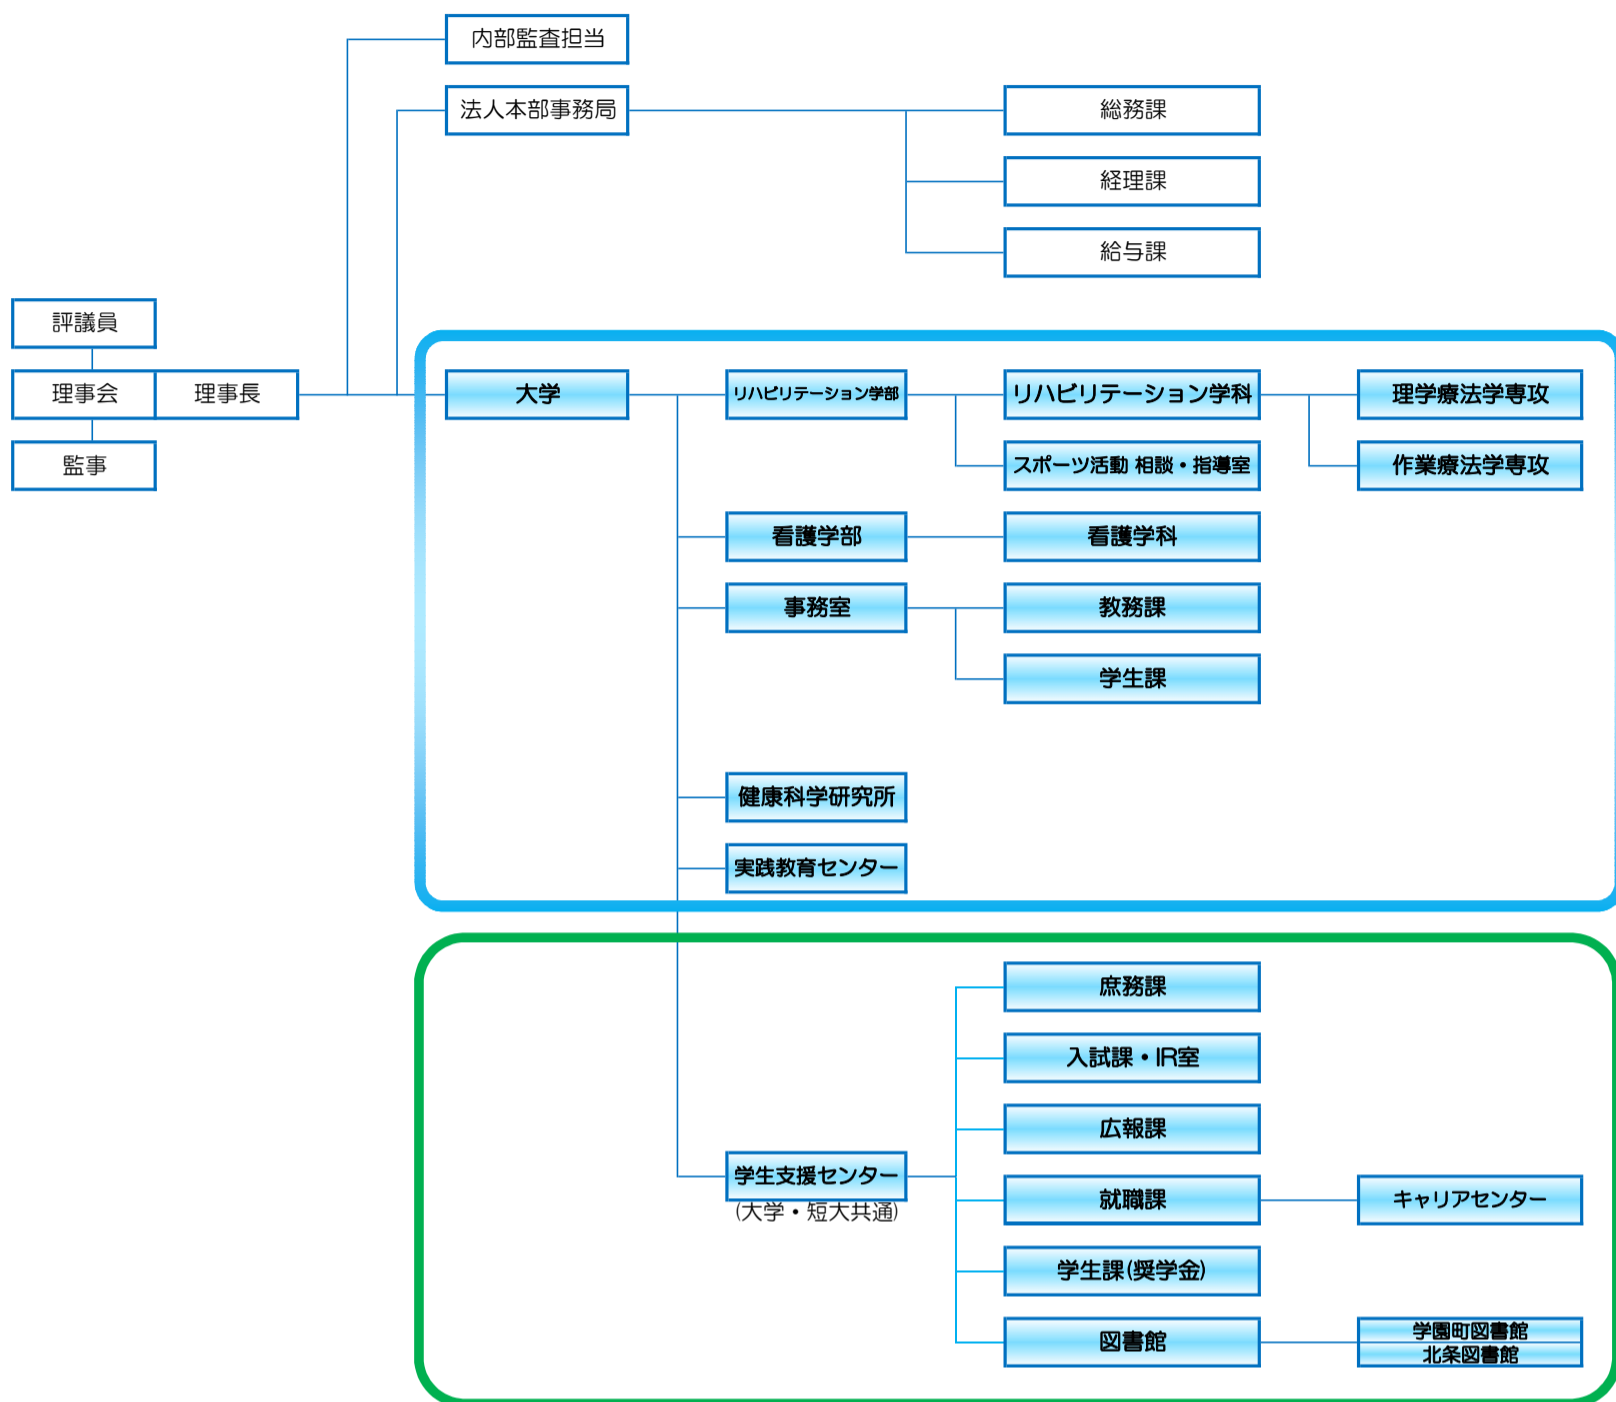 内部監査担当
法人本部事務局
総務課
経理課
給与課
評議員
理事会
理事長
監事
大学
リハビリテーション学部
リハビリテーション学科
理学療法学専攻
スポーツ活動 相談・指導室
作業療法学専攻
看護学部
看護学科
事務室
教務課
学生課
健康科学研究所
実践教育センター
庶務課
入試課・IR室
広報課
学生支援センター
(大学・短大共通)
就職課
キャリアセンター
学生課(奨学金)
図書館
学園町図書館
北条図書館